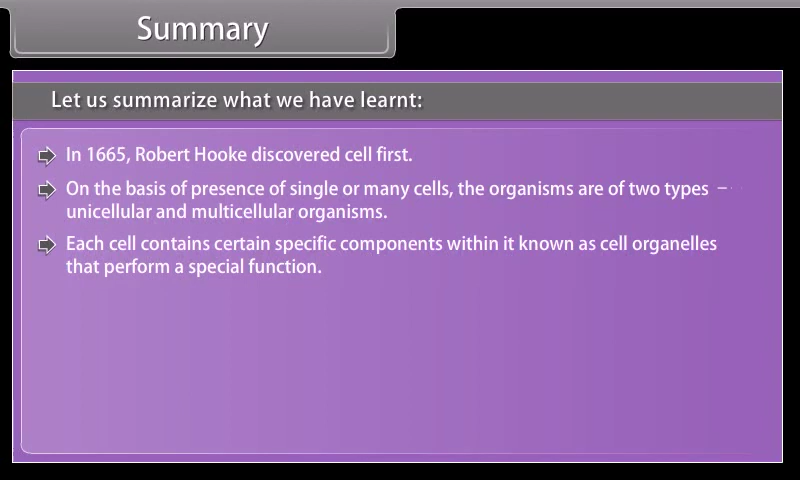 Summary
Let us summarize what we have learnt:
In 1665, Robert Hooke discovered cell first.
On the basis of presence of single or many cells, the organisms are of two types –
unicellular and multicellular organisms.
Each cell contains certain specific components within it known as cell organelles
that perform a special function.